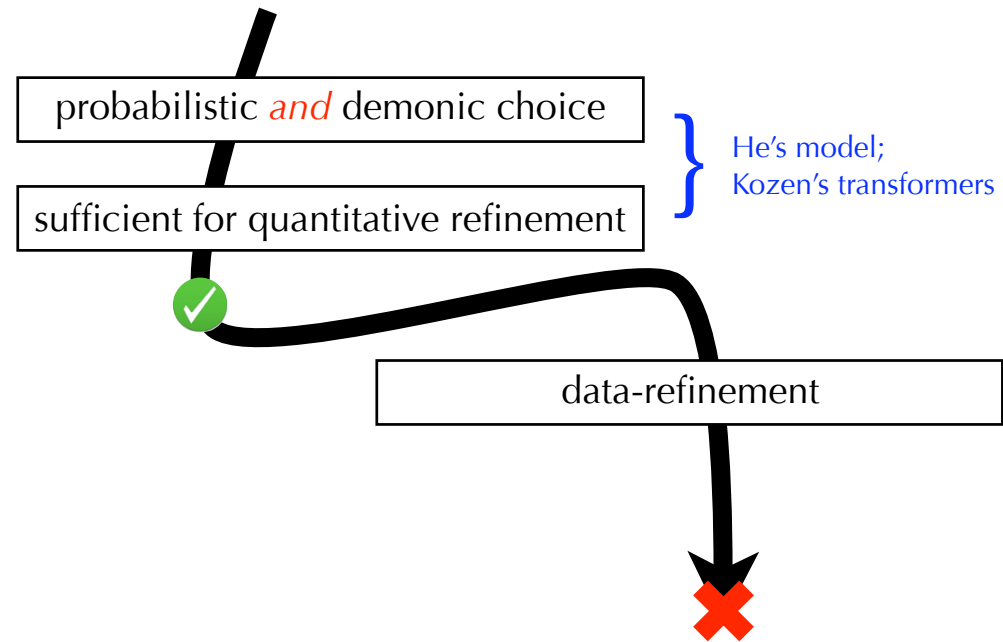 probabilistic and demonic choice
He's model;
Kozen's transformers
sufficient for quantitative refinement
data-refinement